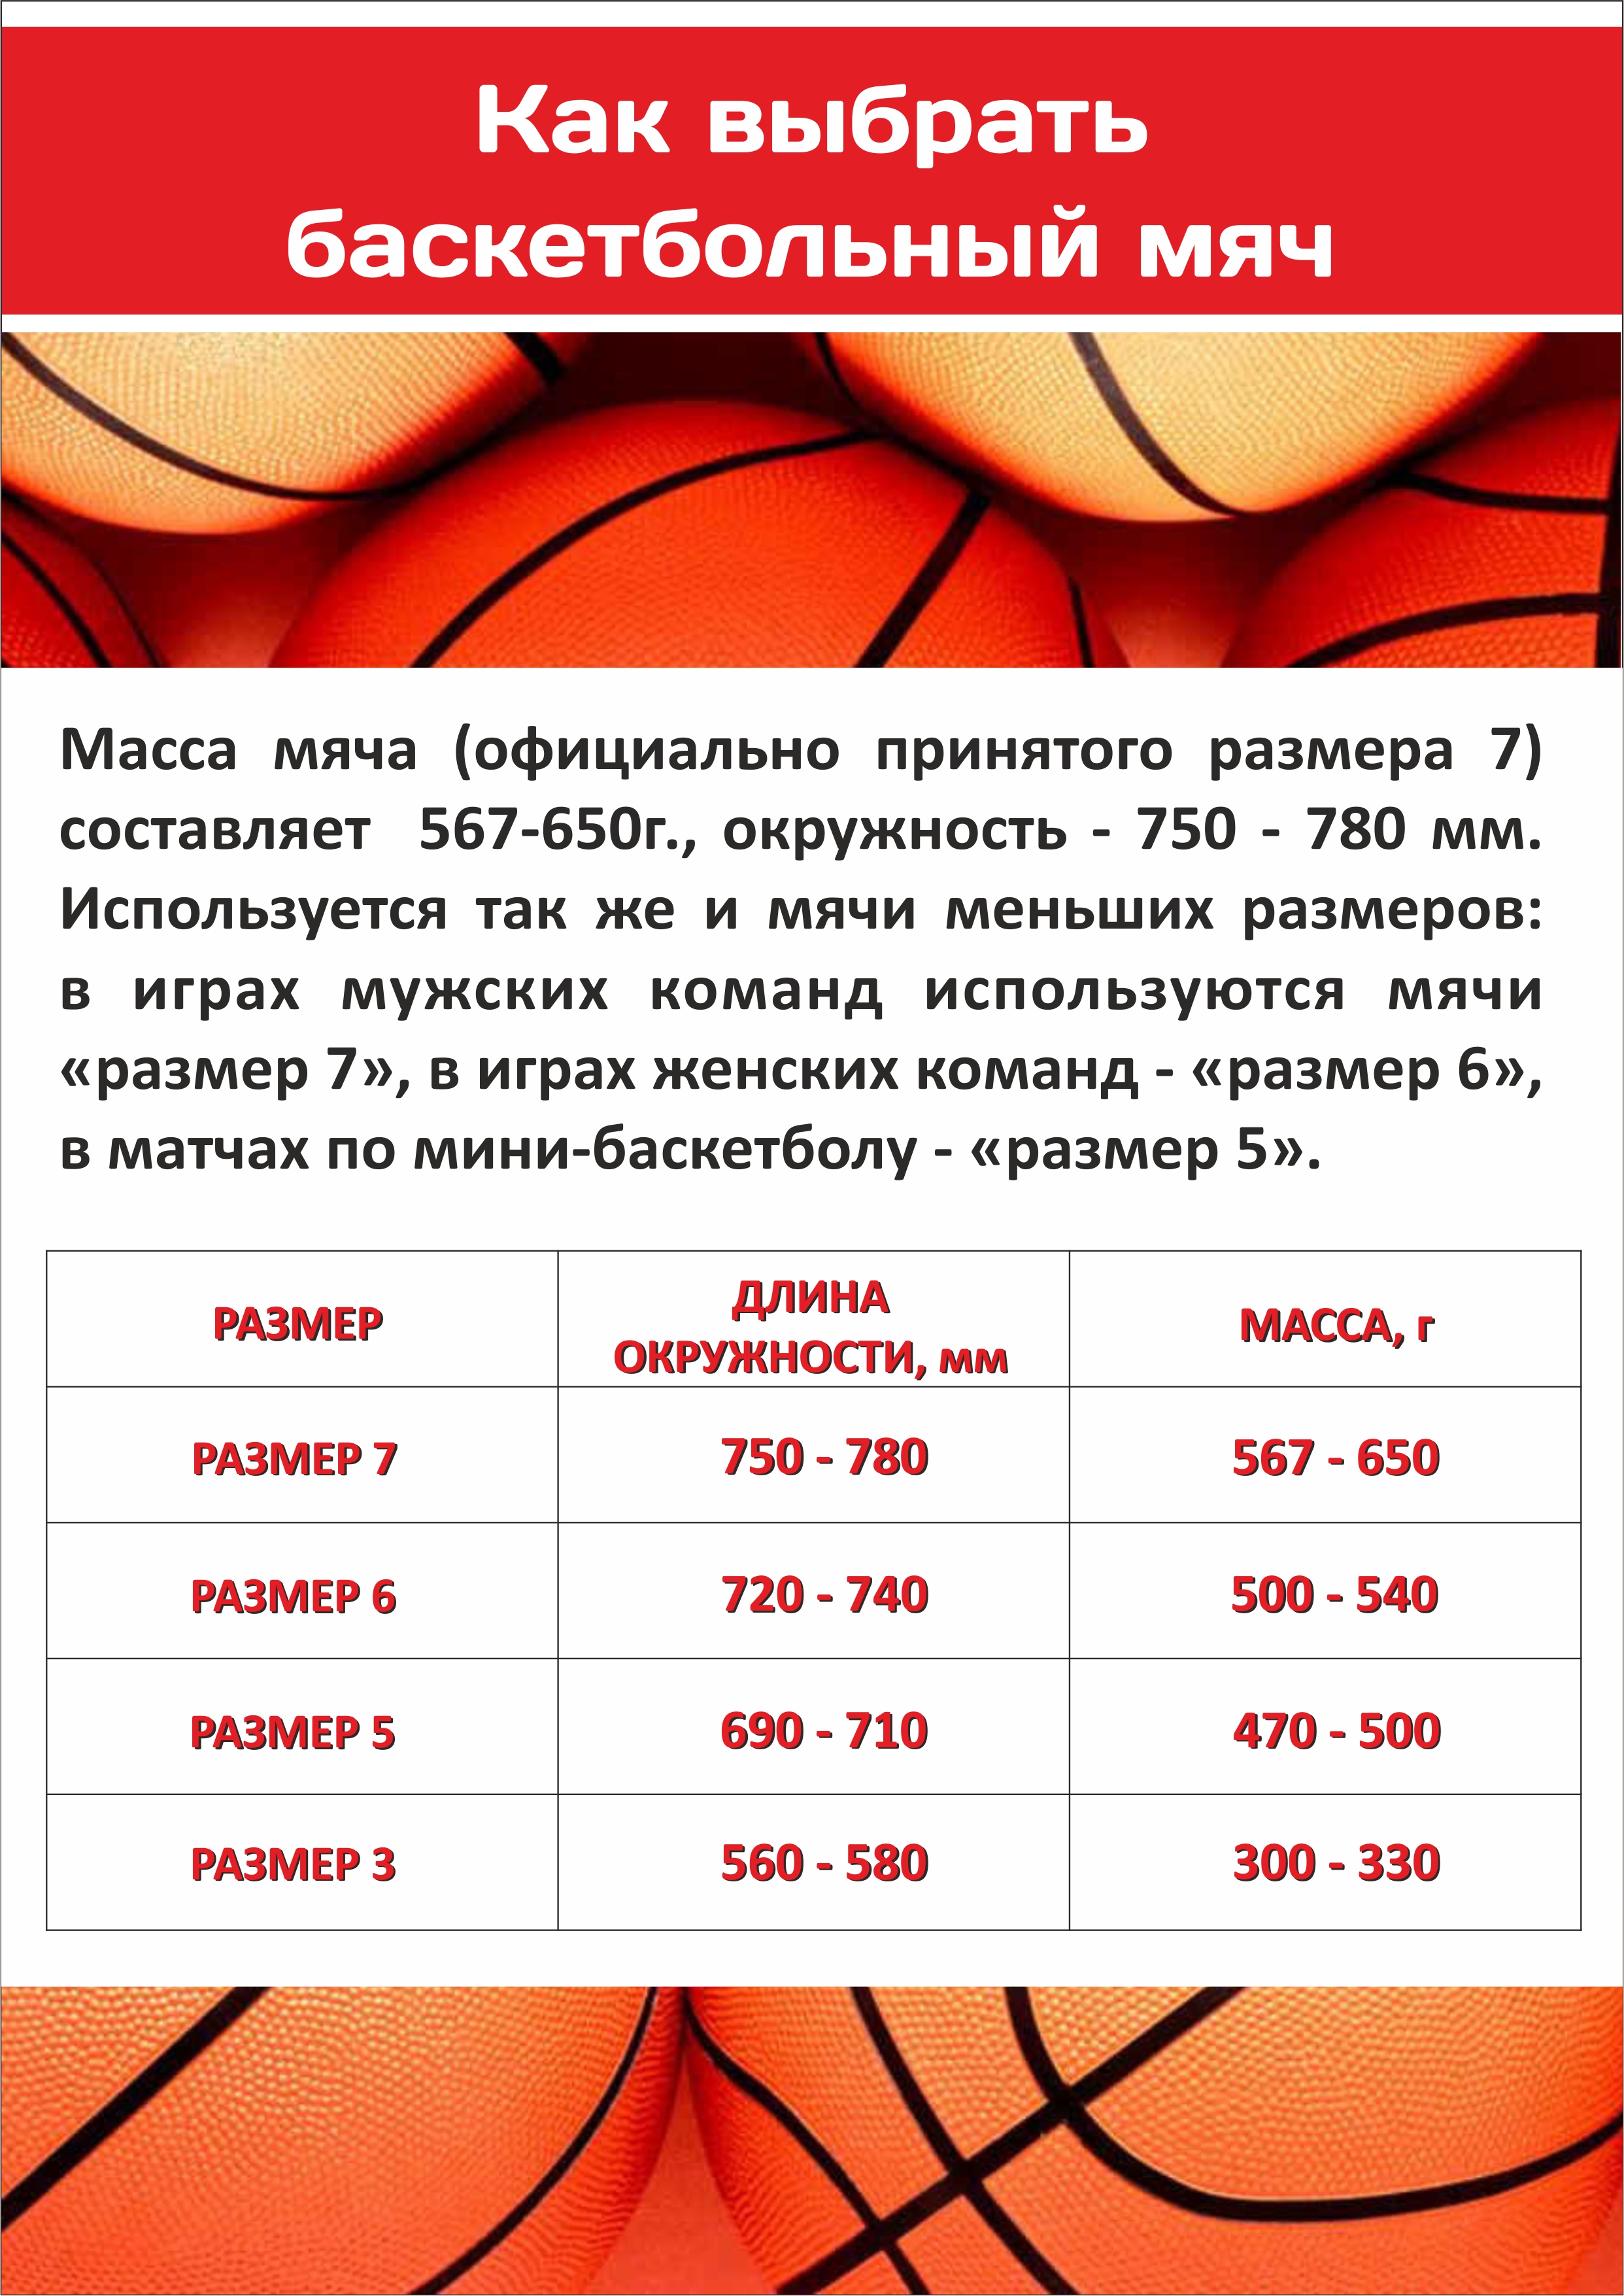 Как выбрать
баскетбольный мяч
Масса мяча (официально принятого размера 7)
составляет 567-650г., окружность - 750 - 780 мм.
Используется так же и мячи меньших размеров:
в играх мужских команд используются мячи
«размер 7», в играх женских команд - «размер 6»,
в матчах по мини-баскетболу - «размер 5».
РАЗМЕР
ДЛИНА
ОКРУЖНОСТИ, мм
МАССА, г
РАЗМЕР 7
750 - 780
567 - 650
РАЗМЕР 6
720 - 740
500 - 540
РАЗМЕР 5
690 - 710
470 - 500
РАЗМЕР 3
560 - 580
300 - 330